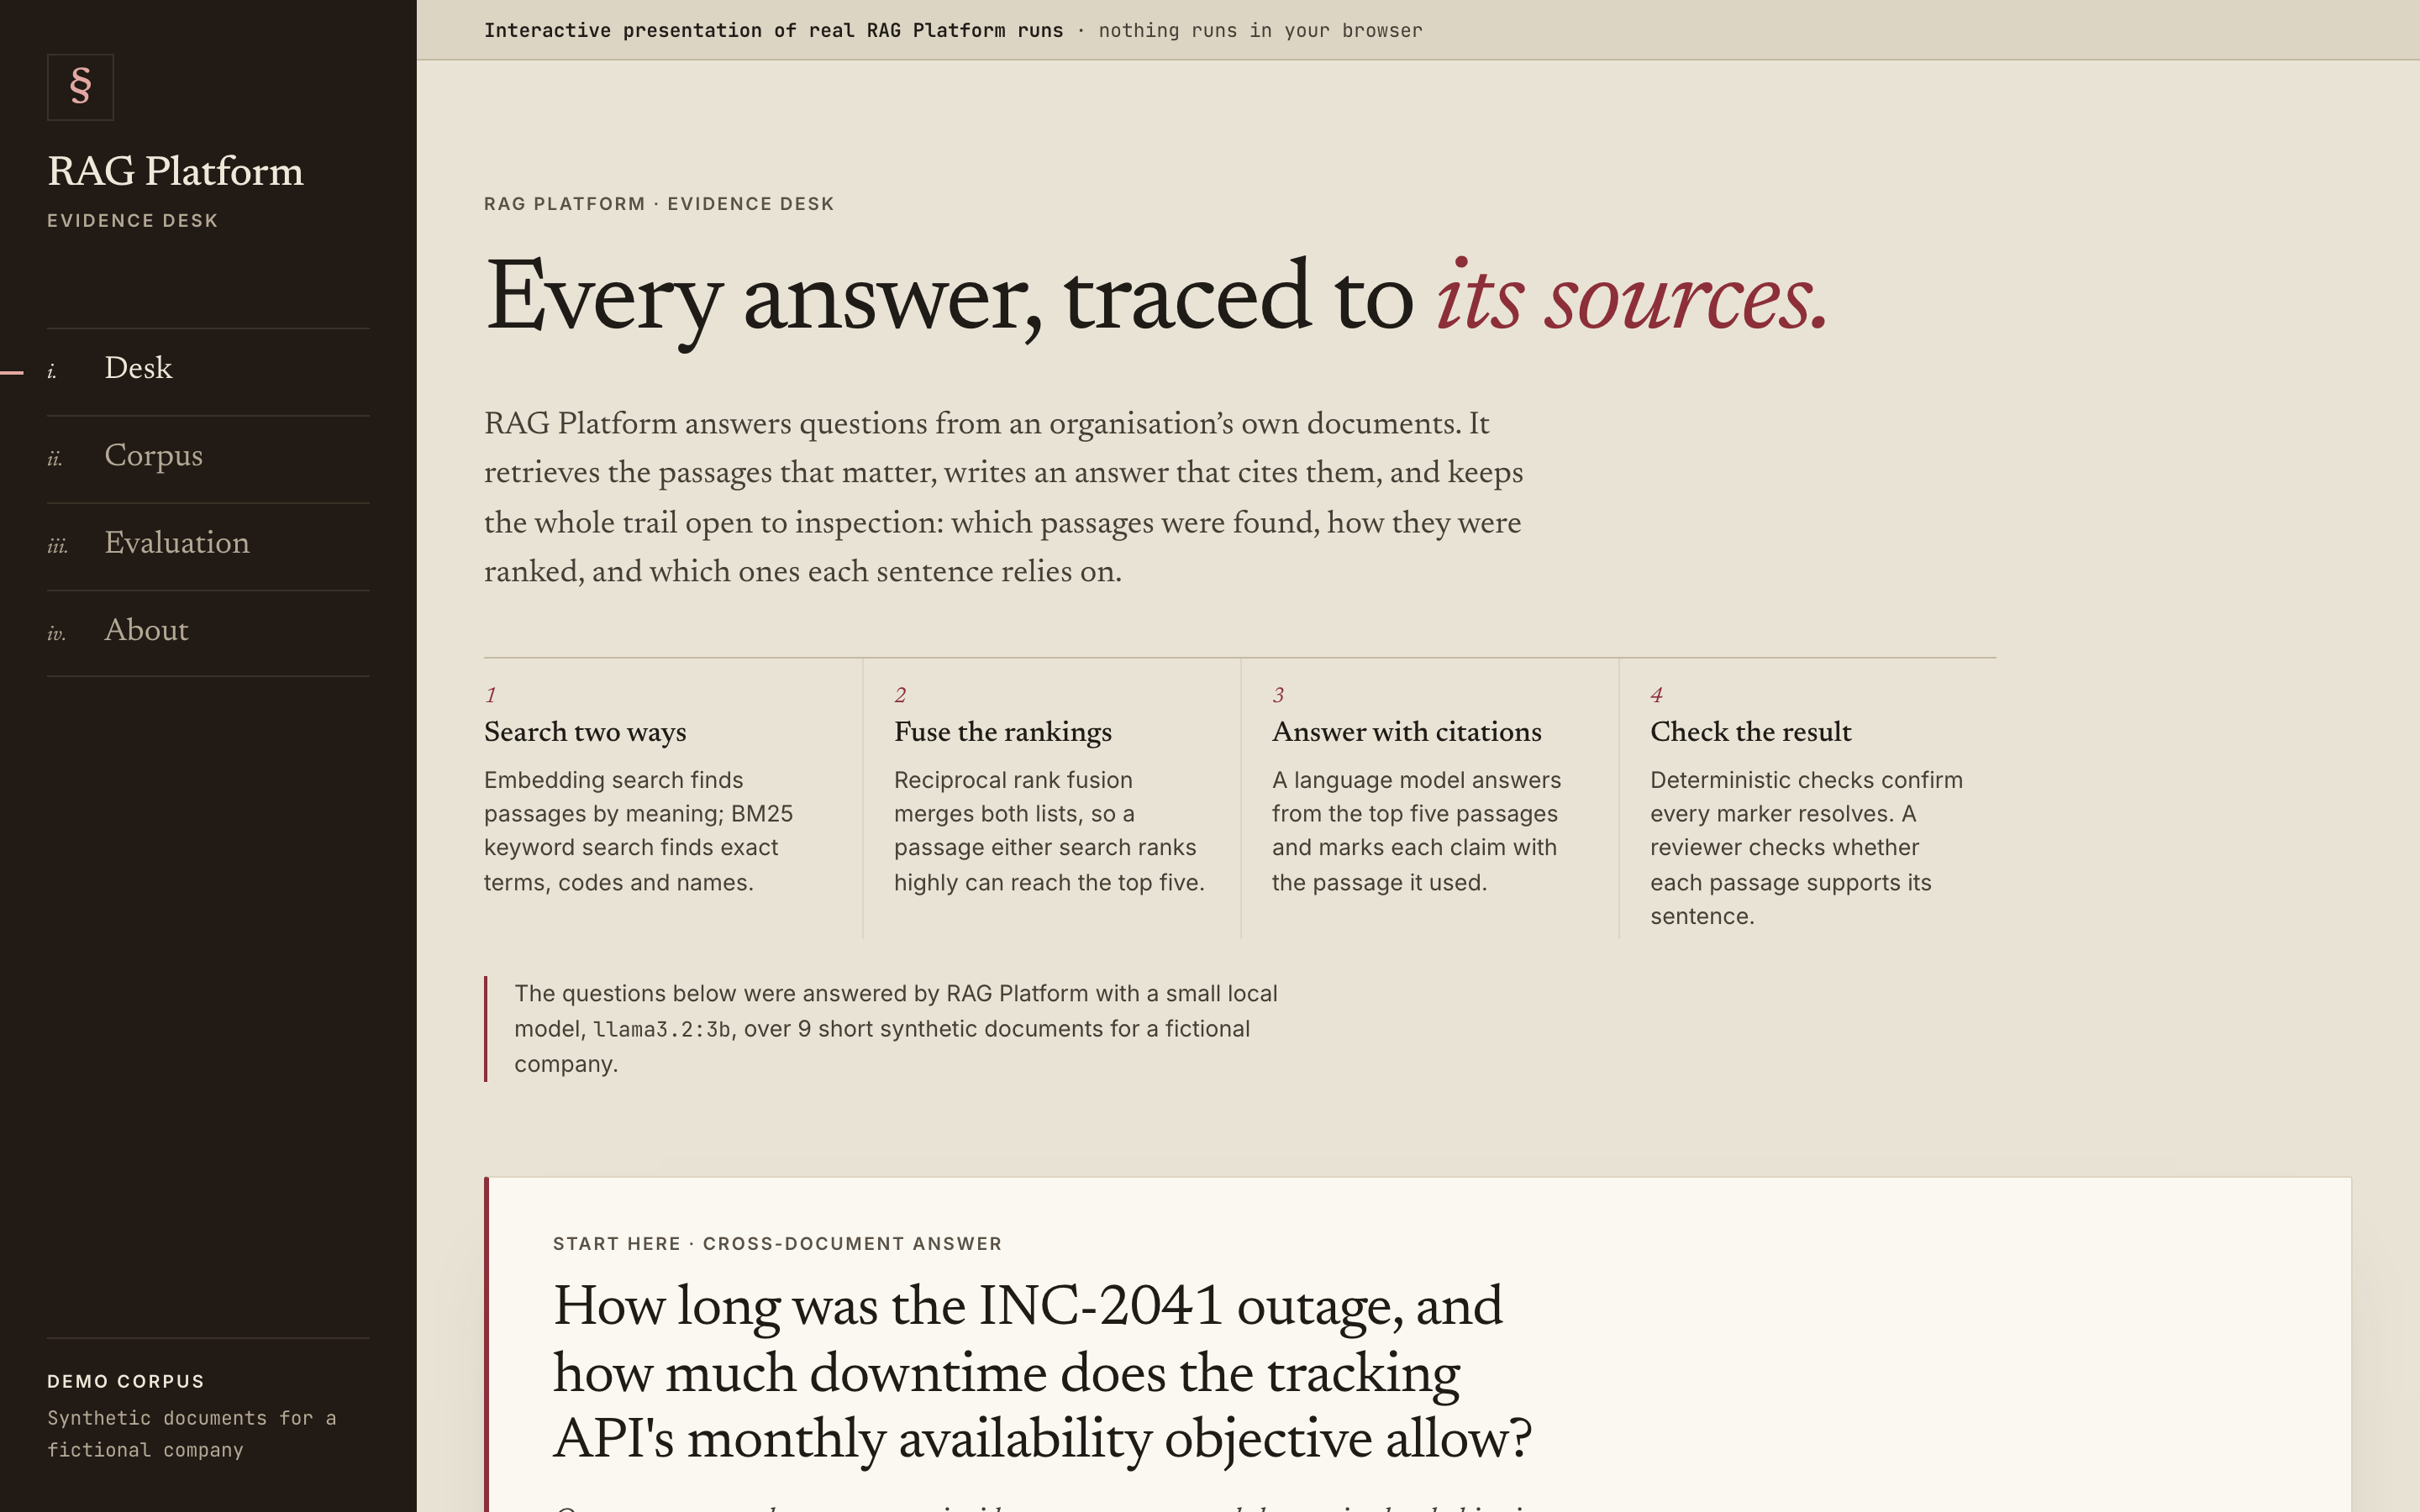 §
RAG Platform
EVIDENCE DESK
i. Desk
ii. Corpus
iii. Evaluation
iv. About
DEMO CORPUS
Synthetic documents for a
fictional company
Interactive presentation of real RAG Platform runs · nothing runs in your browser
RAG PLATFORM · EVIDENCE DESK
Every answer, traced to its sources.
RAG Platform answers questions from an organisation’s own documents. It
retrieves the passages that matter, writes an answer that cites them, and keeps
the whole trail open to inspection: which passages were found, how they were
ranked, and which ones each sentence relies on.
1
Search two ways
Embedding search finds
passages by meaning; BM25
keyword search finds exact
terms, codes and names.
2
Fuse the rankings
Reciprocal rank fusion
merges both lists, so a
passage either search ranks
highly can reach the top five.
3
Answer with citations
A language model answers
from the top five passages
and marks each claim with
the passage it used.
4
Check the result
Deterministic checks confirm
every marker resolves. A
reviewer checks whether
each passage supports its
sentence.
The questions below were answered by RAG Platform with a small local
model, llama3.2:3b, over 9 short synthetic documents for a fictional
company.
START HERE · CROSS-DOCUMENT ANSWER
How long was the INC-2041 outage, and
how much downtime does the tracking
API's monthly availability objective allow?